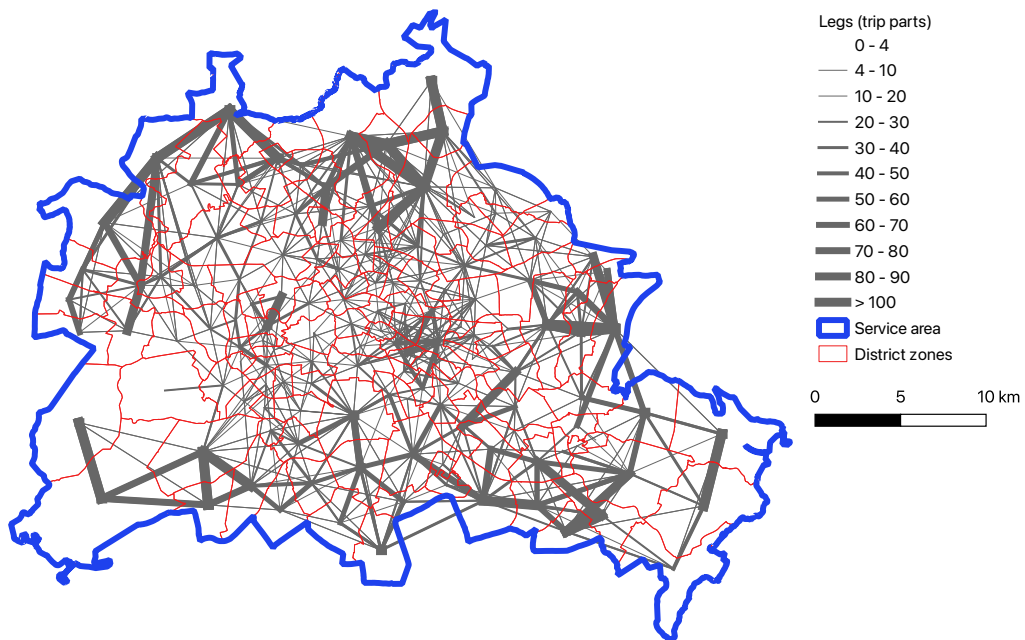 Legs (trip parts)
0 - 4
4 - 10
10 - 20
20 - 30
30 - 40
40 - 50
50 - 60
60 - 70
70 - 80
80 - 90
> 100
Service area
District zones
0 5 10 km